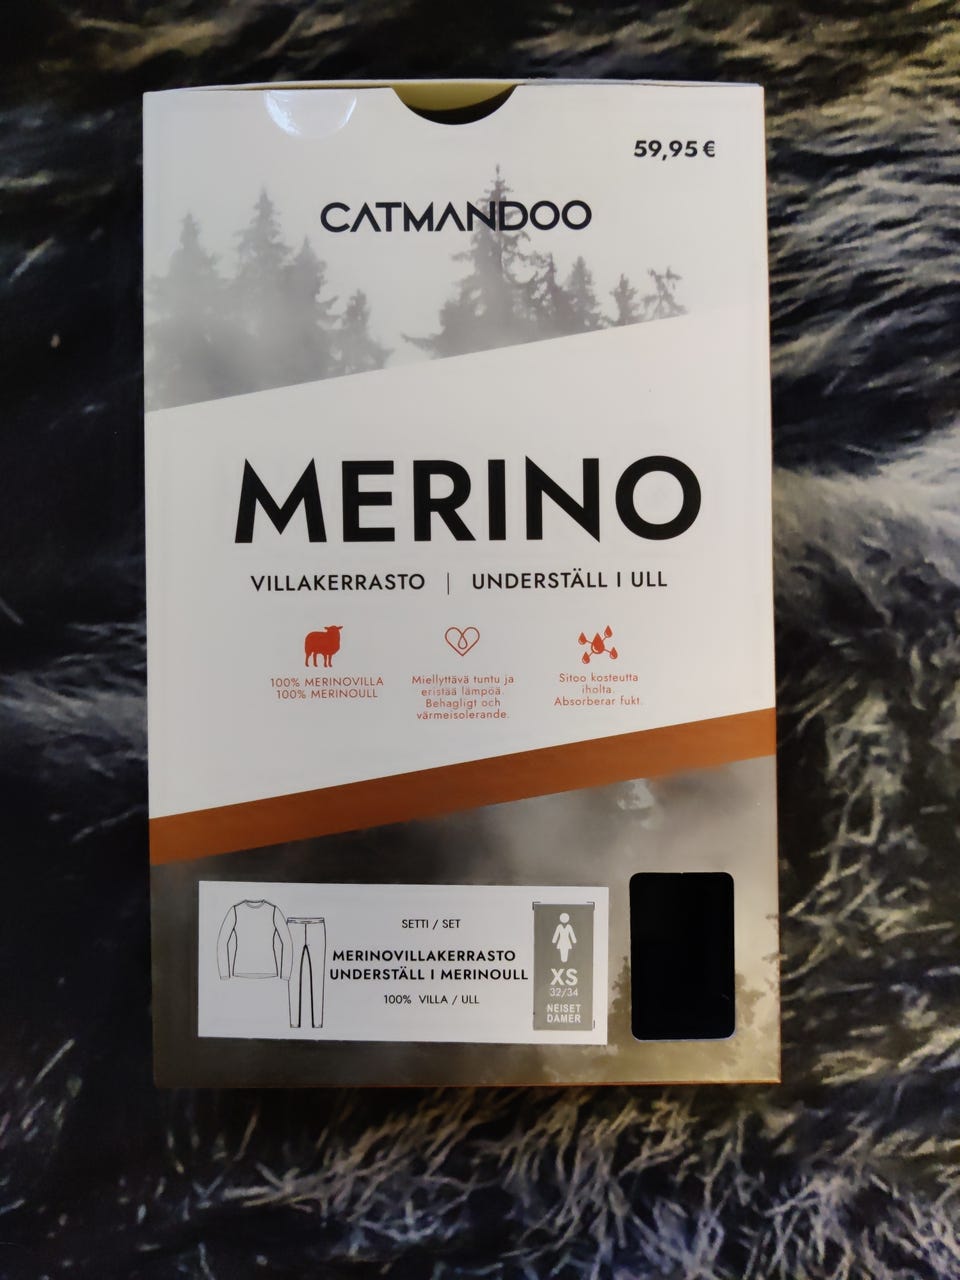 59,95 €
CATMANDOO
MERINO
VILLAKERRASTO | UNDERSTÄLL I ULL
100% MERINOVILLA
100% MERINOULL
Miellyttävä tuntu ja
eristää lämpöä.
Behagligt och
värmeisolerande.
Sitoo kosteutta
iholta.
Absorberar fukt.
SETTI / SET
MERINOVILLAKERRASTO
UNDERSTÄLL I MERINOULL
100% VILLA / ULL
XS
32/34
NEISET
DAMER